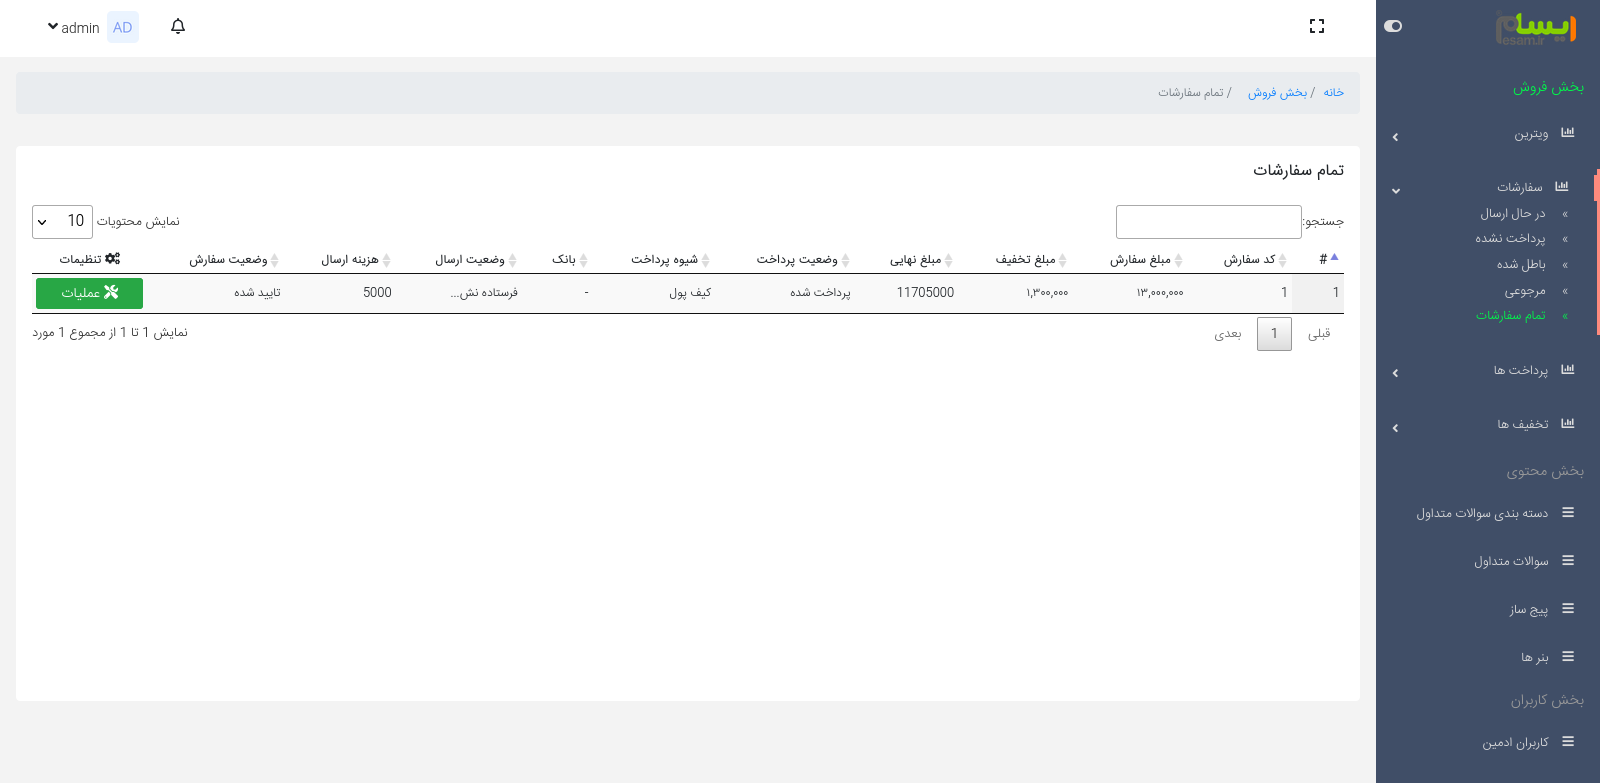 ایسام
esam.ir
AD admin
خانه / بخش فروش / تمام سفارشات
بخش فروش
ویترین
سفارشات
» در حال ارسال
» پرداخت نشده
» باطل شده
» مرجوعی
» تمام سفارشات
پرداخت ها
تخفیف ها
بخش محتوی
دسته بندی سوالات متداول
سوالات متداول
پیج ساز
بنر ها
بخش کاربران
کاربران ادمین
تمام سفارشات
جستجو:
نمایش محتویات 10
# کد سفارش مبلغ سفارش مبلغ تخفیف مبلغ نهایی وضعیت پرداخت شیوه پرداخت بانک وضعیت ارسال هزینه ارسال وضعیت سفارش تنظیمات
1 1 ۱۳,۰۰۰,۰۰۰ ۱,۳۰۰,۰۰۰ 11705000 پرداخت شده کیف پول - فرستاده نش... 5000 تایید شده عملیات
قبلی 1 بعدی
نمایش 1 تا 1 از مجموع 1 مورد